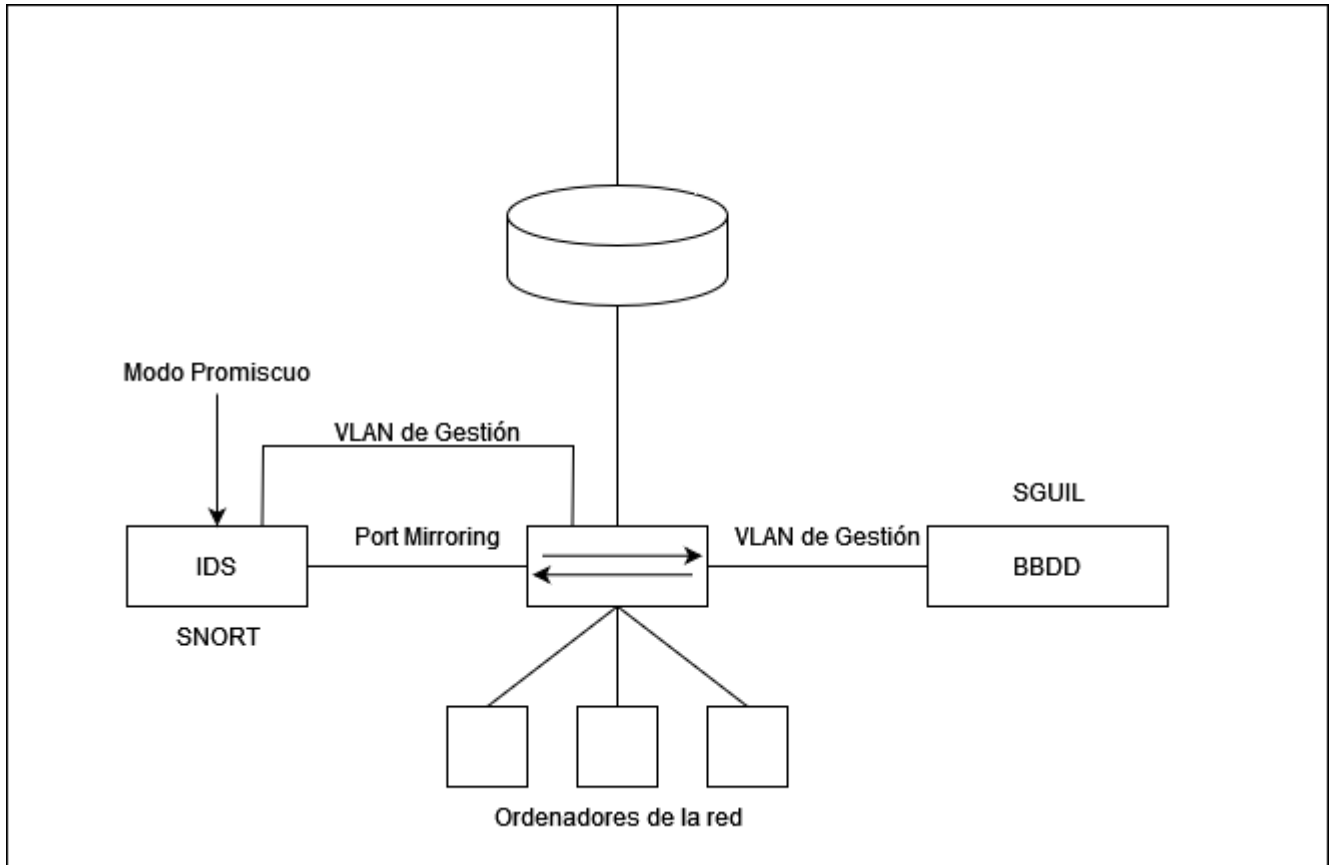 Modo Promiscuo
VLAN de Gestión
SGUIL
Port Mirroring
VLAN de Gestión
IDS
BBDD
SNORT
Ordenadores de la red